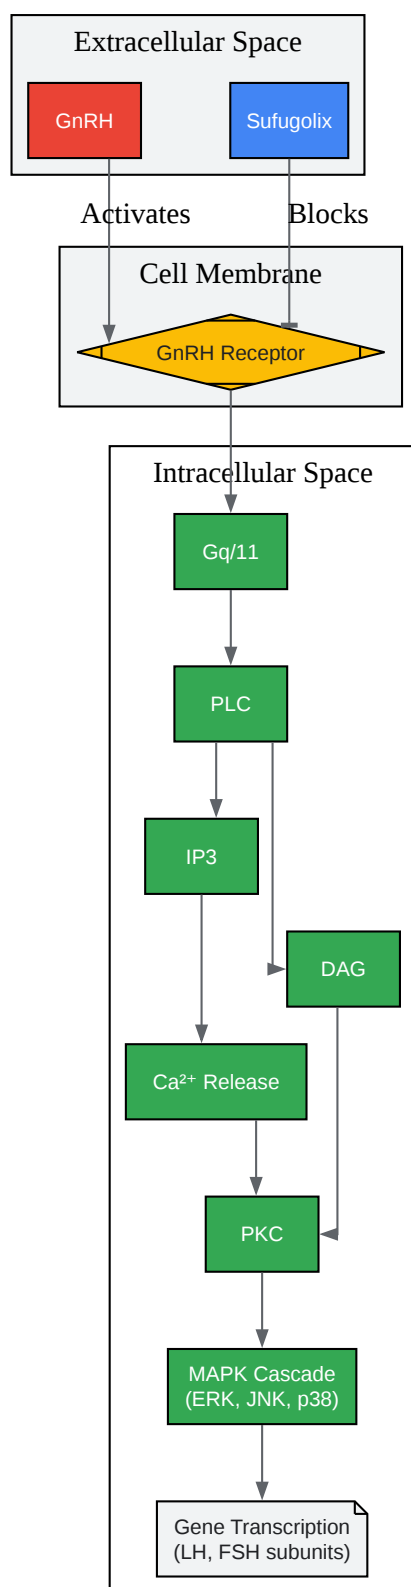 Extracellular Space
GnRH
Sufugolix
Activates
Blocks
Cell Membrane
GnRH Receptor
Intracellular Space
Gq/11
PLC
IP3
DAG
Ca²⁺ Release
PKC
MAPK Cascade
(ERK, JNK, p38)
Gene Transcription
(LH, FSH subunits)